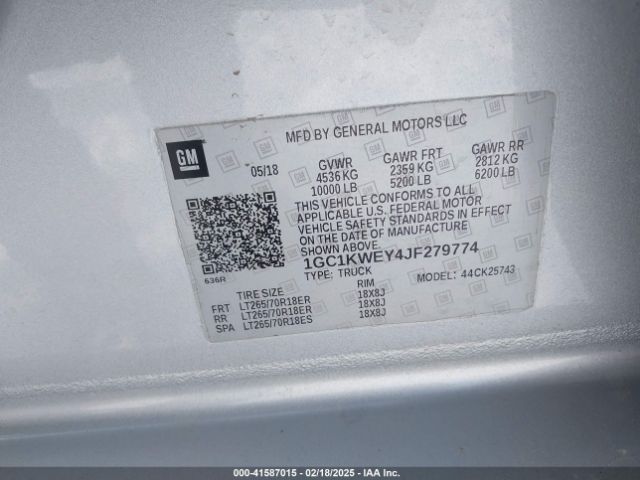 MFD BY GENERAL MOTORS LLC
GM
05/18 GVWR GAWR FRT GAWR RR
4536 KG 2359 KG 2812 KG
10000 LB 5200 LB 6200 LB
THIS VEHICLE CONFORMS TO ALL
APPLICABLE U.S. FEDERAL MOTOR
VEHICLE SAFETY STANDARDS IN EFFECT
ON THE DATE OF MANUFACTURE
SHOWN ABOVE.
1GC1KWEY4JF279774
636R
TYPE: TRUCK MODEL: 44CK25743
TIRE SIZE RIM
FRT LT265/70R18ER 18X8J
RR LT265/70R18ER 18X8J
SPA LT265/70R18ES 18X8J
000-41587015 - 02/18/2025 - IAA Inc.